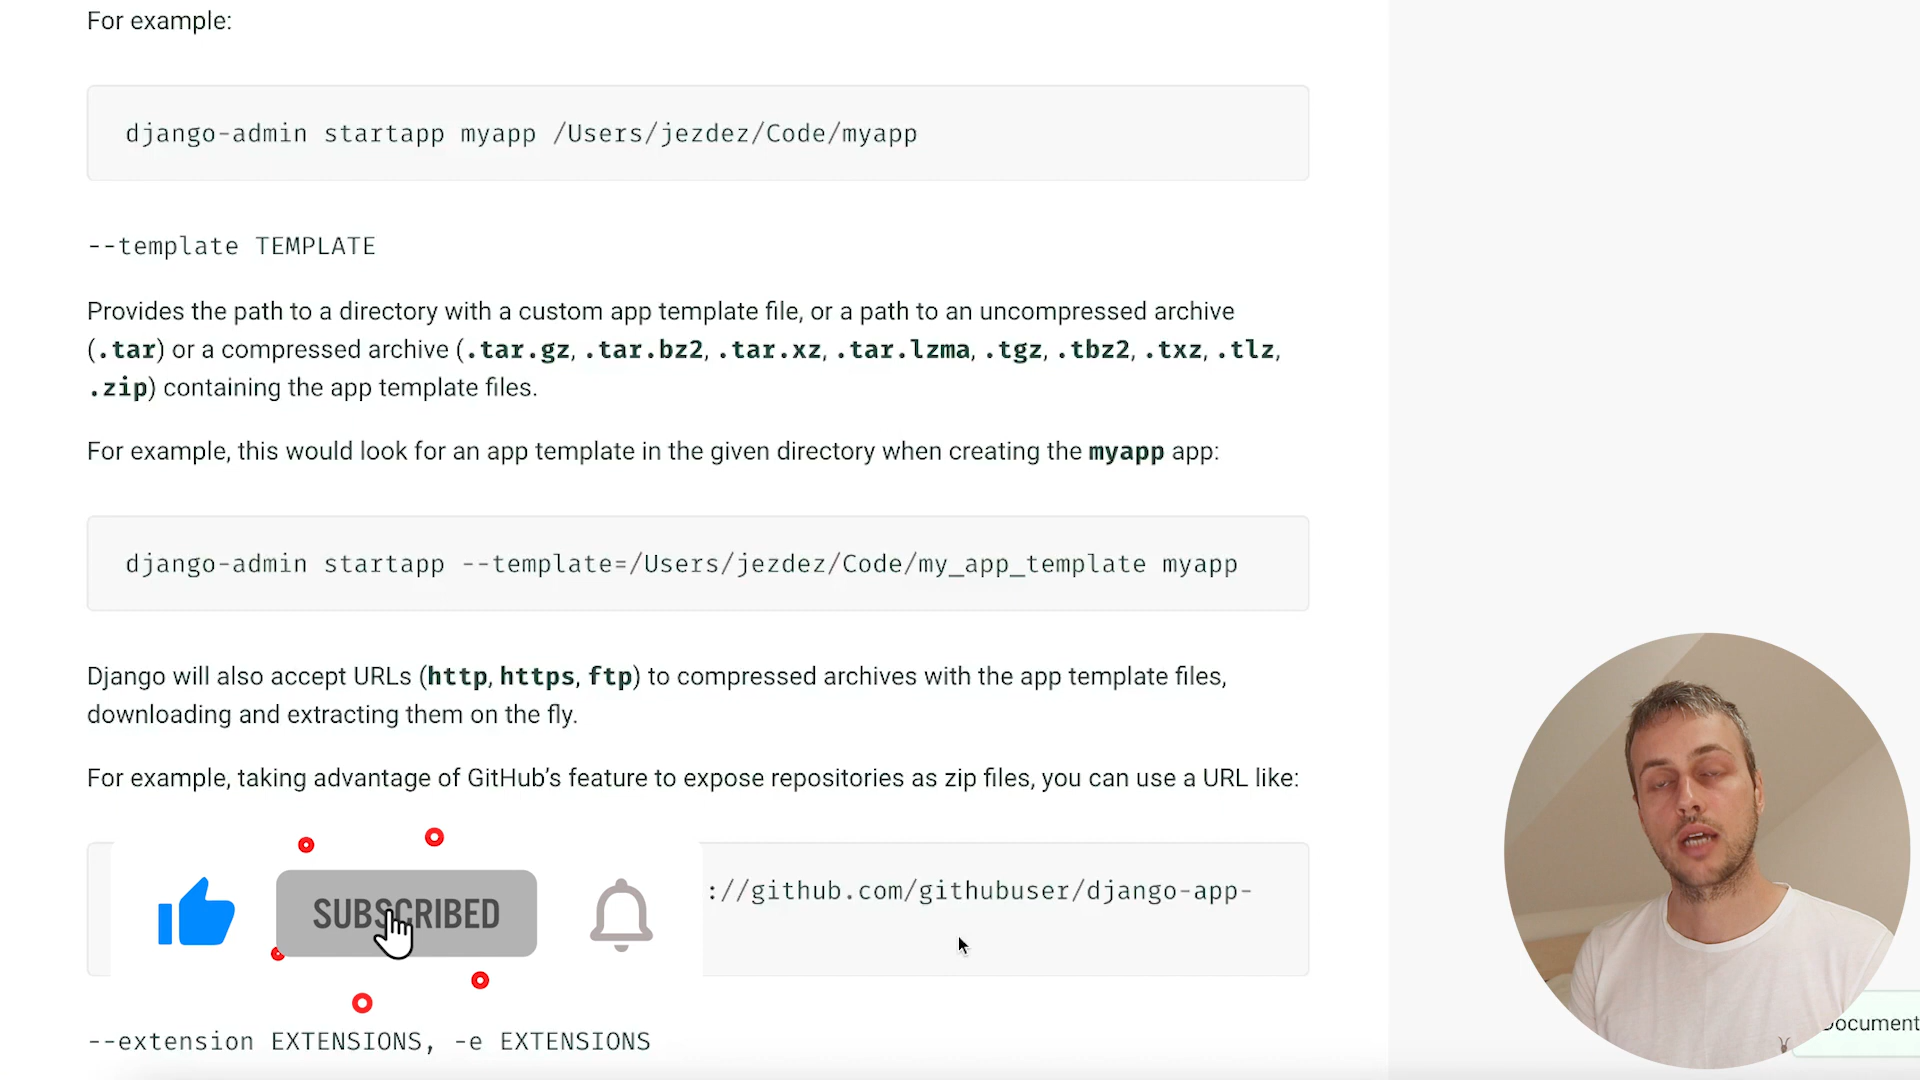 For example:
django-admin startapp myapp /Users/jezdez/Code/myapp
--template TEMPLATE
Provides the path to a directory with a custom app template file, or a path to an uncompressed archive
(.tar) or a compressed archive (.tar.gz, .tar.bz2, .tar.xz, .tar.lzma, .tgz, .tbz2, .txz, .tlz,
.zip) containing the app template files.
For example, this would look for an app template in the given directory when creating the myapp app:
django-admin startapp --template=/Users/jezdez/Code/my_app_template myapp
Django will also accept URLs (http, https, ftp) to compressed archives with the app template files,
downloading and extracting them on the fly.
For example, taking advantage of GitHub’s feature to expose repositories as zip files, you can use a URL like:
://github.com/githubuser/django-app-
SUBSCRIBED
--extension EXTENSIONS, -e EXTENSIONS